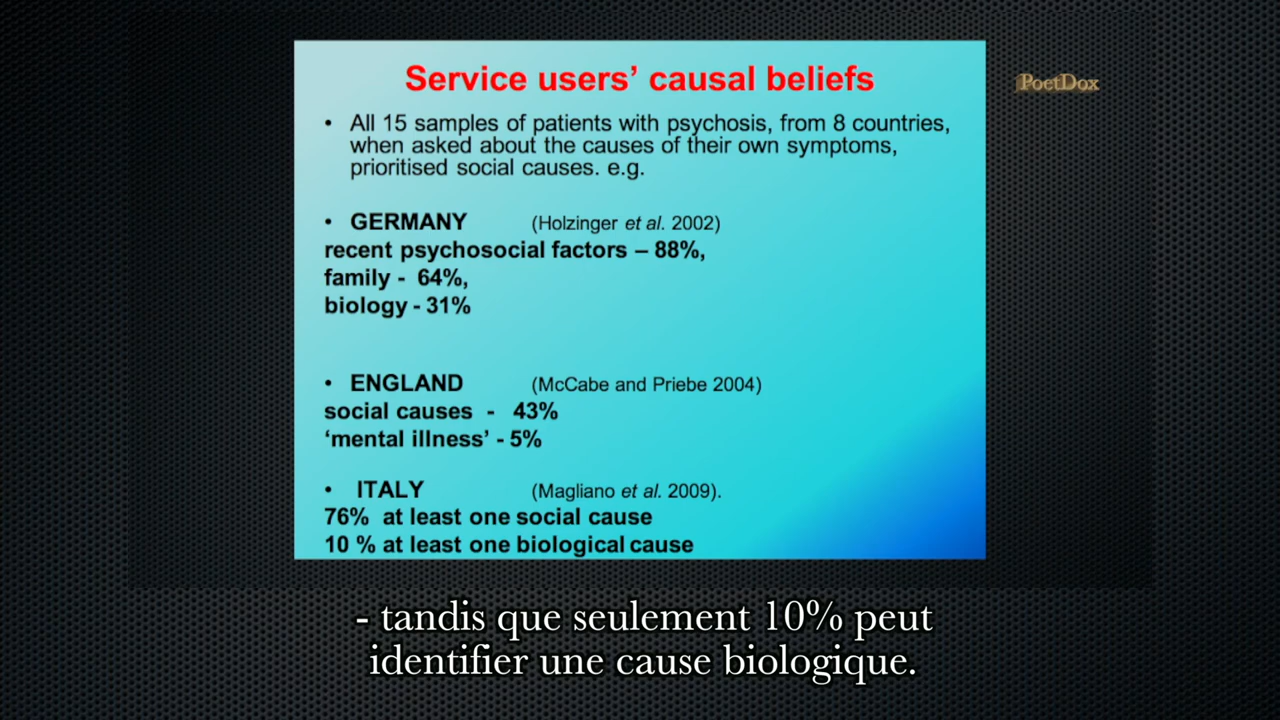 Service users’ causal beliefs
PoetDox
• All 15 samples of patients with psychosis, from 8 countries,
when asked about the causes of their own symptoms,
prioritised social causes. e.g.
• GERMANY (Holzinger et al. 2002)
recent psychosocial factors – 88%,
family - 64%,
biology - 31%
• ENGLAND (McCabe and Priebe 2004)
social causes - 43%
‘mental illness’ - 5%
• ITALY (Magliano et al. 2009).
76% at least one social cause
10 % at least one biological cause
- tandis que seulement 10% peut
identifier une cause biologique.